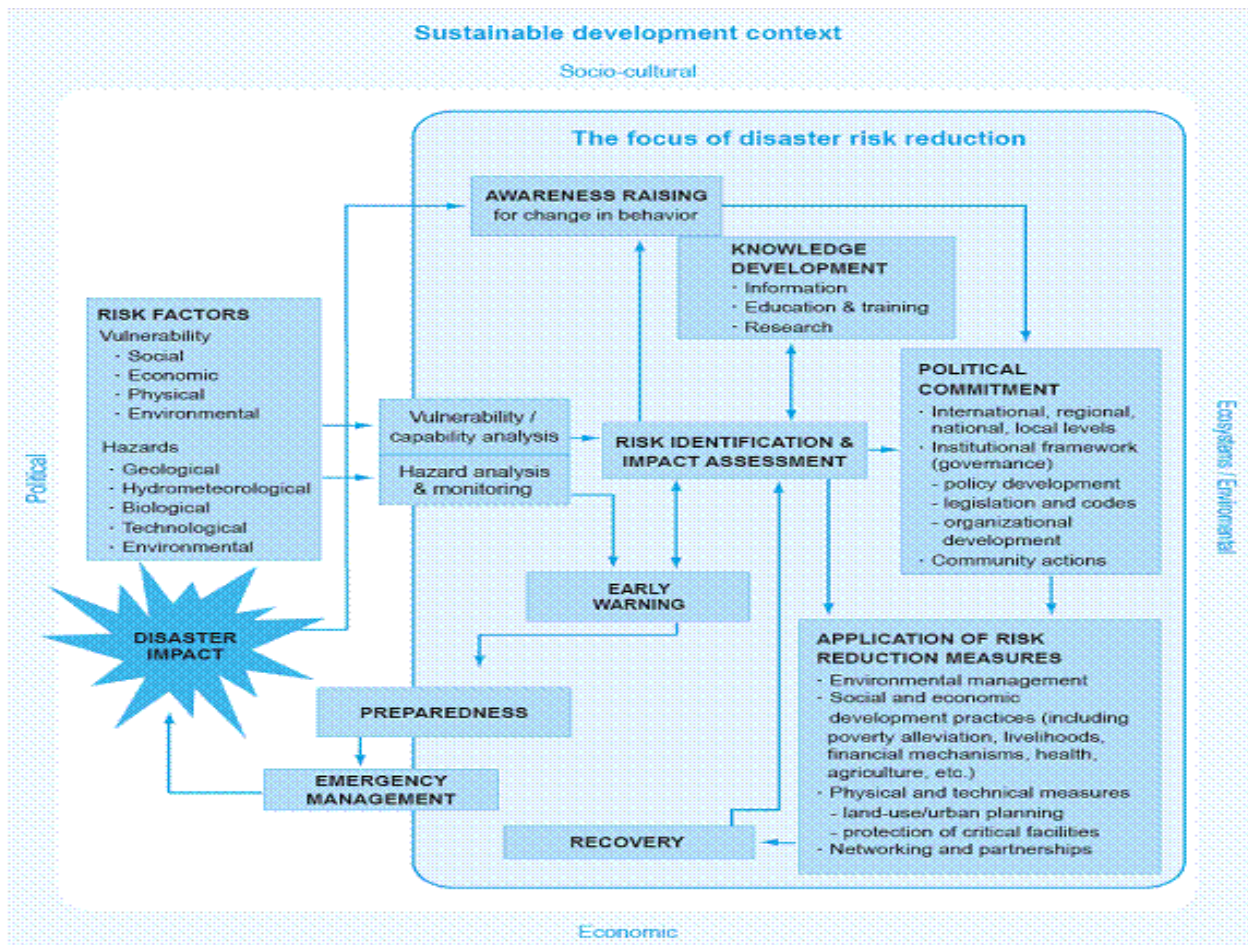 Sustainable development context
Socio-cultural
The focus of disaster risk reduction
AWARENESS RAISING
for change in behavior
KNOWLEDGE
DEVELOPMENT
· Information
· Education & training
· Research
RISK FACTORS
Vulnerability
· Social
· Economic
· Physical
· Environmental
Hazards
· Geological
· Hydrometeorological
· Biological
· Technological
· Environmental
Vulnerability /
capability analysis
Hazard analysis
& monitoring
RISK IDENTIFICATION &
IMPACT ASSESSMENT
POLITICAL
COMMITMENT
· International, regional,
national, local levels
· Institutional framework
(governance)
- policy development
- legislation and codes
- organizational
development
· Community actions
Political
Ecosystems / Enviromental
EARLY
WARNING
DISASTER
IMPACT
APPLICATION OF RISK
REDUCTION MEASURES
· Environmental management
· Social and economic
development practices (including
poverty alleviation, livelihoods,
financial mechanisms, health,
agriculture, etc.)
· Physical and technical measures
- land-use/urban planning
- protection of critical facilities
· Networking and partnerships
PREPAREDNESS
EMERGENCY
MANAGEMENT
RECOVERY
Economic